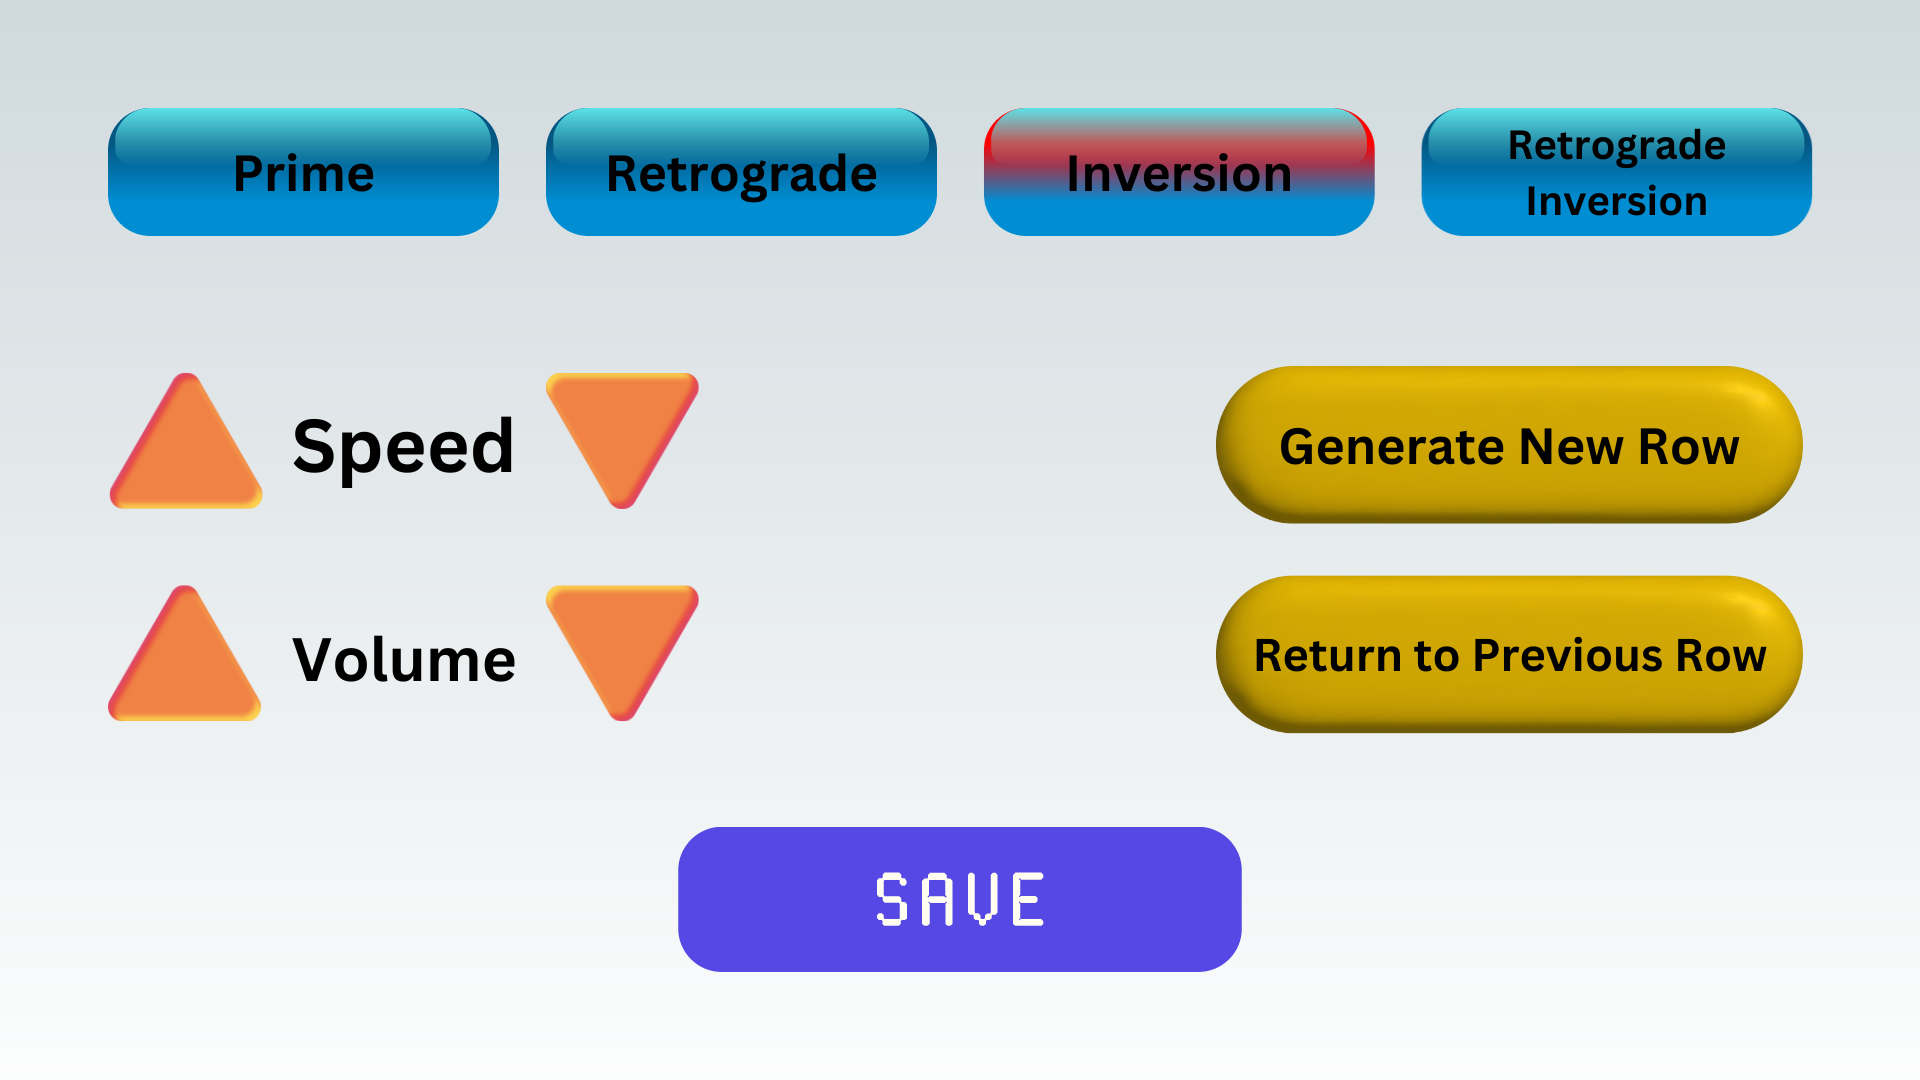 Prime
Retrograde
Inversion
Retrograde
Inversion
Speed
Generate New Row
Volume
Return to Previous Row
SAVE